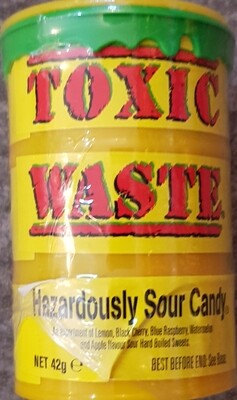 TOXIC
WASTE®
Hazardously Sour Candy™
An assortment of Lemon, Black Cherry, Blue Raspberry, Watermelon
and Apple flavour Sour Hard Boiled Sweets.
NET 42g ℮
BEST BEFORE END: See Base.